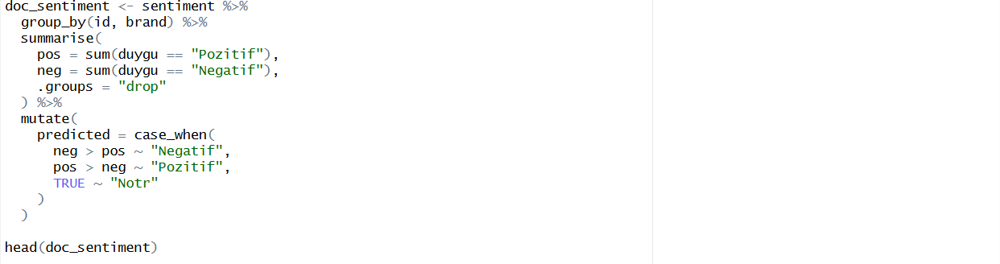 doc_sentiment <- sentiment %>%
  group_by(id, brand) %>%
  summarise(
    pos = sum(duygu == "Pozitif"),
    neg = sum(duygu == "Negatif"),
    .groups = "drop"
  ) %>%
  mutate(
    predicted = case_when(
      neg > pos ~ "Negatif",
      pos > neg ~ "Pozitif",
      TRUE ~ "Notr"
    )
  )

head(doc_sentiment)